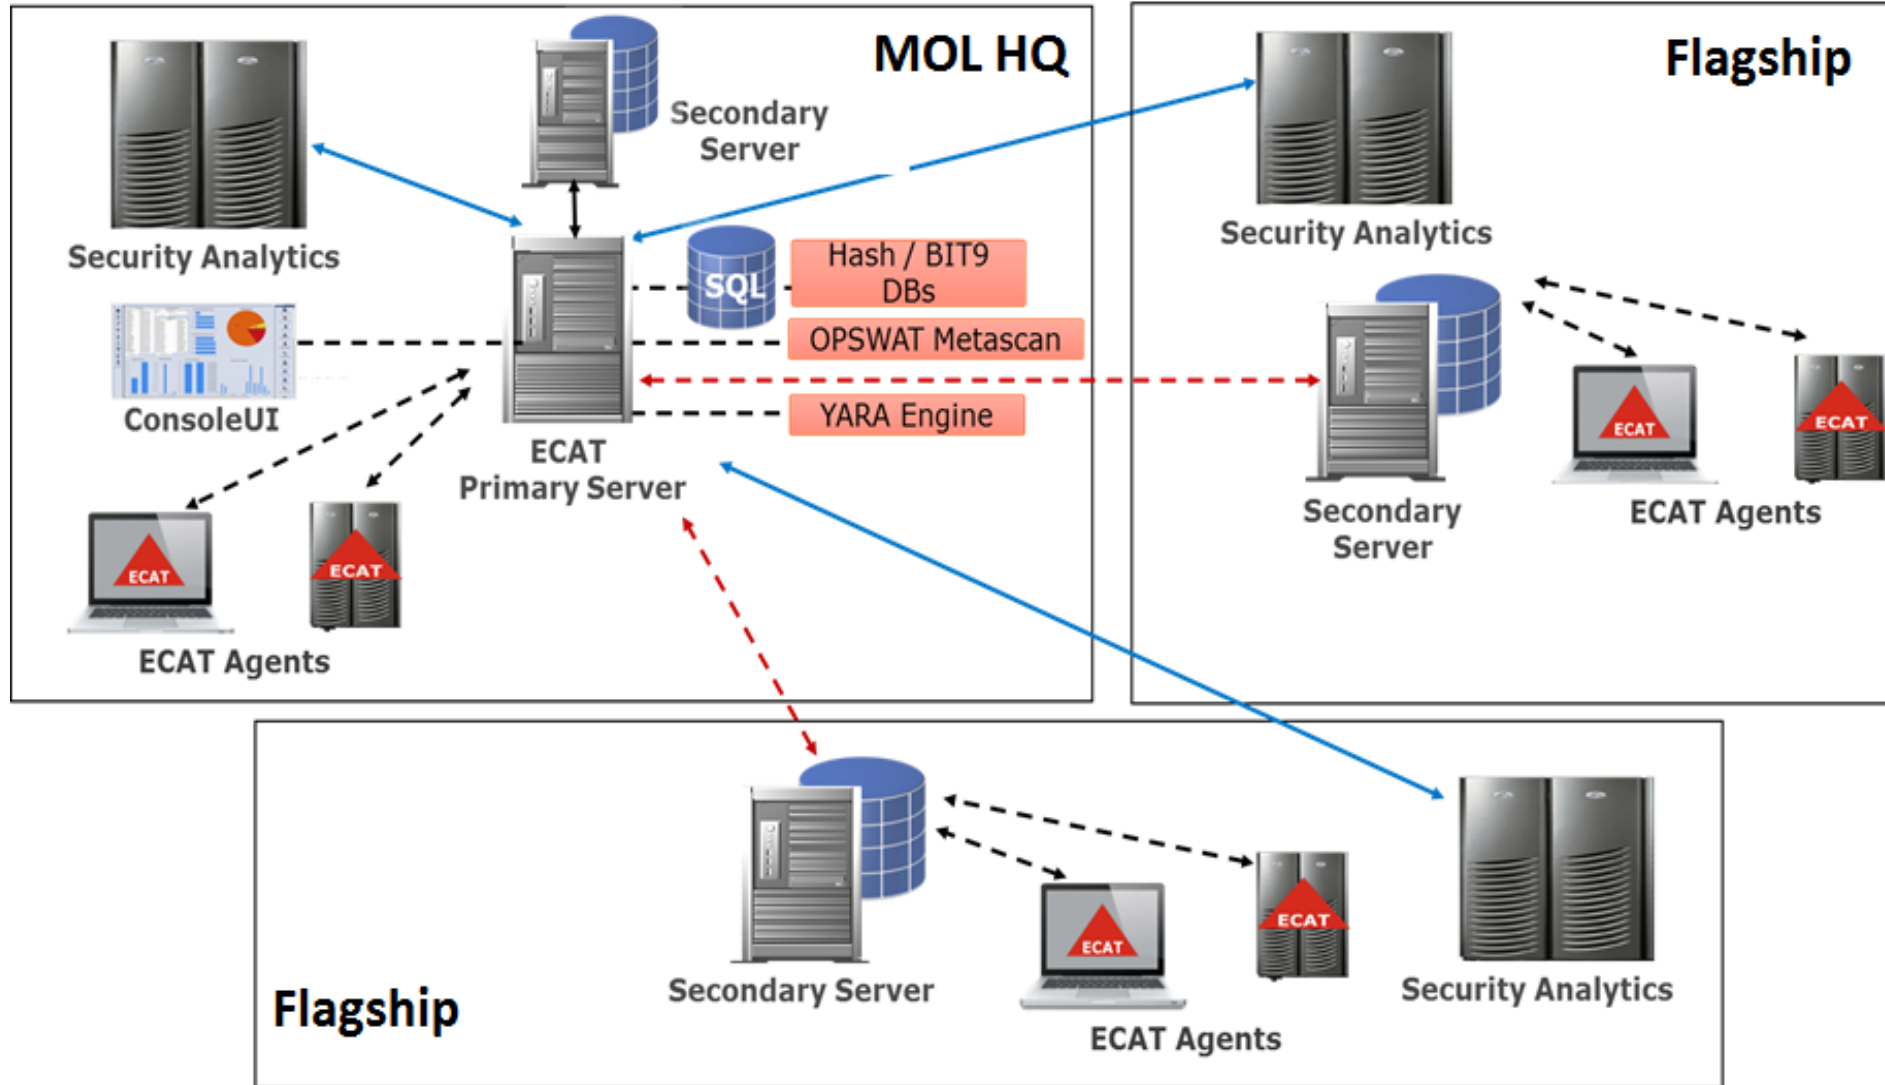 MOL HQ
Secondary
Server
Security Analytics
SQL
Hash / BIT9
DBs
OPSWAT Metascan
YARA Engine
ConsoleUI
ECAT
Primary Server
ECAT
ECAT
ECAT Agents
Flagship
Security Analytics
Secondary
Server
ECAT
ECAT
ECAT Agents
Flagship
Secondary Server
ECAT
ECAT
ECAT Agents
Security Analytics